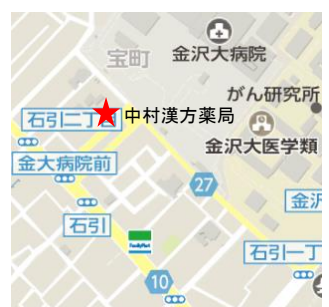 宝町
金沢大病院
がん研究所
中村漢方薬局
石引二丁
金沢大医学類
金大病院前
27
金沢
石引
FamilyMart
石引一丁
10